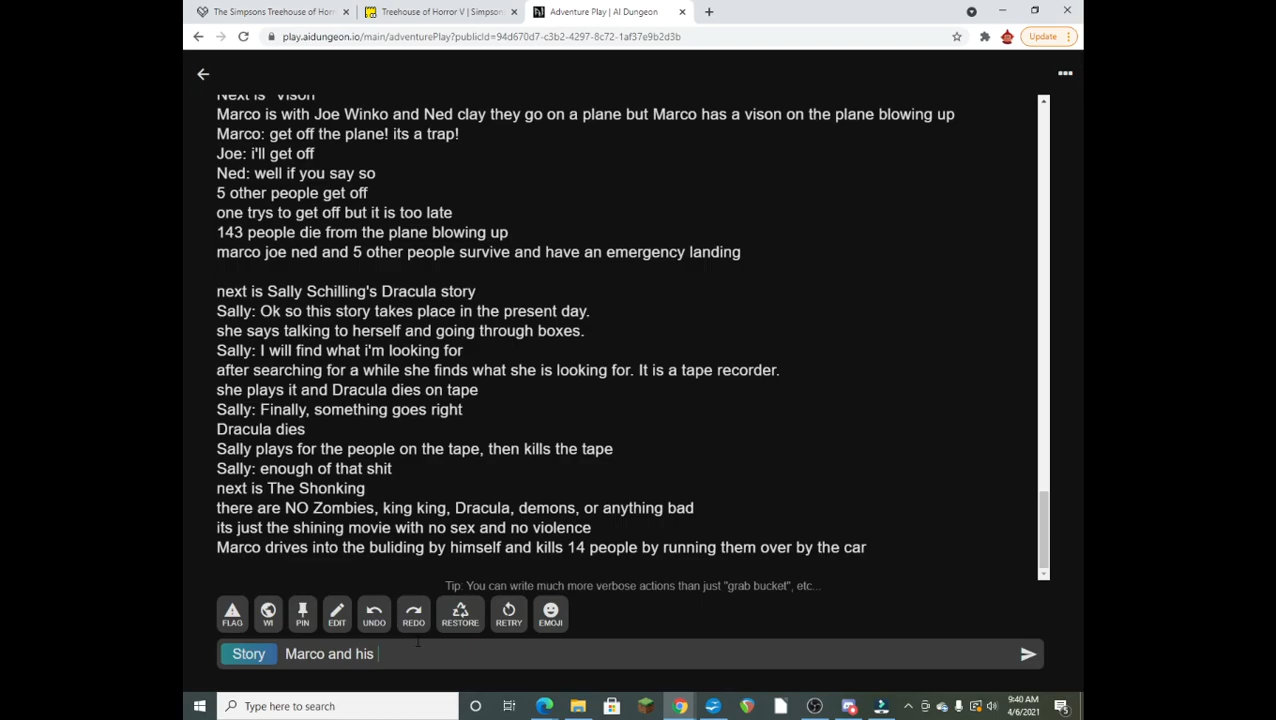 The Simpsons Treehouse of Hor
Treehouse of Horror V | Simpson
Adventure Play | AI Dungeon
play.aidungeon.io/main/adventurePlay?publicId=94d670d7-c3b2-4297-8c72-1af37e9b2d3b
Update
Next is "Vison"
Marco is with Joe Winko and Ned clay they go on a plane but Marco has a vison on the plane blowing up
Marco: get off the plane! its a trap!
Joe: i'll get off
Ned: well if you say so
5 other people get off
one trys to get off but it is too late
143 people die from the plane blowing up
marco joe ned and 5 other people survive and have an emergency landing
next is Sally Schilling's Dracula story
Sally: Ok so this story takes place in the present day.
she says talking to herself and going through boxes.
Sally: I will find what i'm looking for
after searching for a while she finds what she is looking for. It is a tape recorder.
she plays it and Dracula dies on tape
Sally: Finally, something goes right
Dracula dies
Sally plays for the people on the tape, then kills the tape
Sally: enough of that shit
next is The Shonking
there are NO Zombies, king king, Dracula, demons, or anything bad
its just the shining movie with no sex and no violence
Marco drives into the buliding by himself and kills 14 people by running them over by the car
Tip: You can write much more verbose actions than just "grab bucket", etc...
FLAG WI PIN EDIT UNDO REDO RESTORE RETRY EMOJI
Story Marco and his
Type here to search
9:40 AM
4/6/2021
5